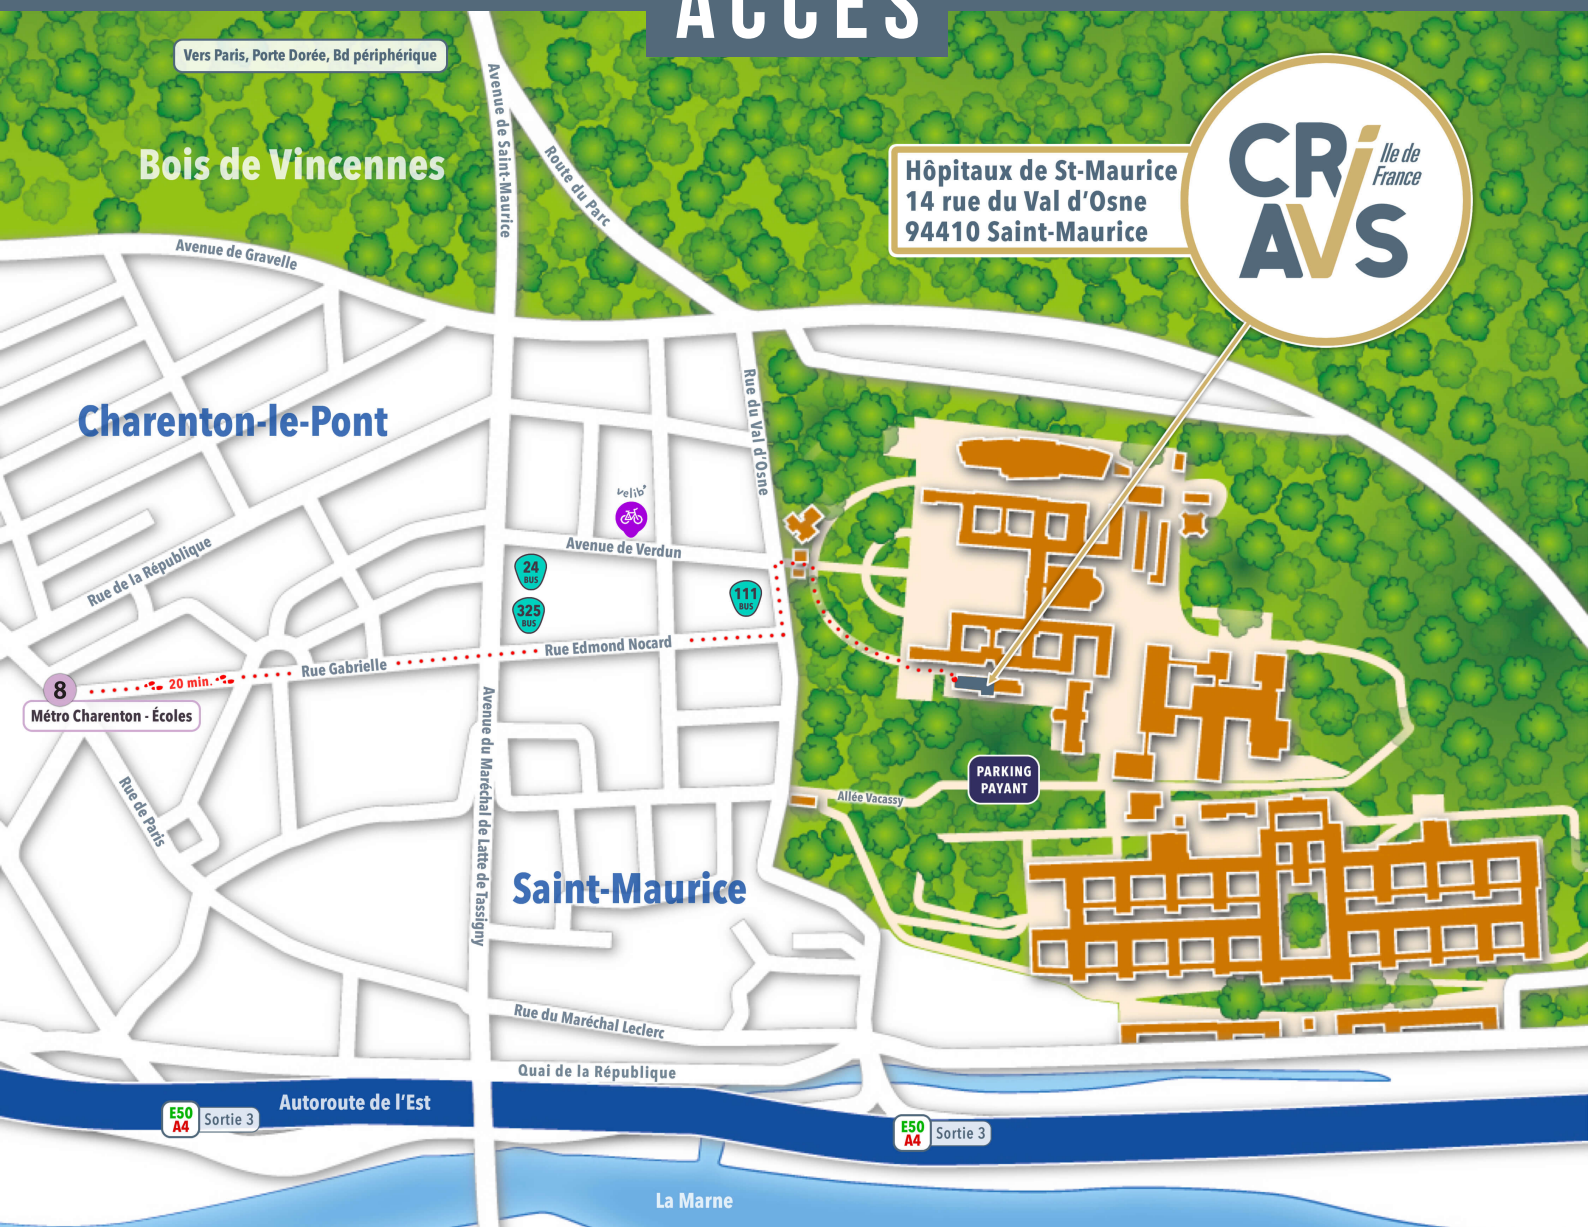 ACCES
Vers Paris, Porte Dorée, Bd périphérique
Bois de Vincennes
Avenue de Saint-Maurice
Route du Parc
Hôpitaux de St-Maurice
14 rue du Val d'Osne
94410 Saint-Maurice
CRiAVS
Ile de
France
Avenue de Gravelle
Charenton-le-Pont
Rue du Val d'Osne
velib'
Avenue de Verdun
Rue de la République
24
BUS
325
BUS
111
BUS
Rue Edmond Nocard
Rue Gabrielle
20 min.
8
Métro Charenton - Écoles
Avenue du Maréchal de Latte de Tassigny
Rue de Paris
PARKING
PAYANT
Allée Vacassy
Saint-Maurice
Rue du Maréchal Leclerc
Quai de la République
Autoroute de l'Est
E50
A4
Sortie 3
E50
A4
Sortie 3
La Marne